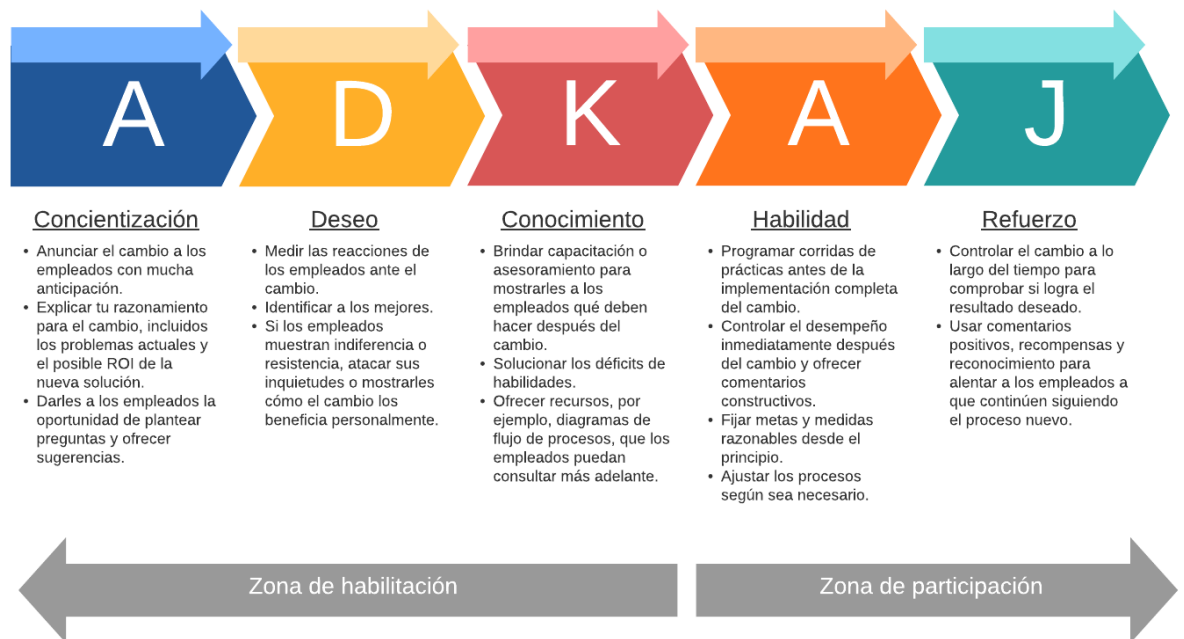 A
D
K
A
J
Concientización
• Anunciar el cambio a los
empleados con mucha
anticipación.
• Explicar tu razonamiento
para el cambio, incluidos
los problemas actuales y
el posible ROI de la
nueva solución.
• Darles a los empleados la
oportunidad de plantear
preguntas y ofrecer
sugerencias.
Deseo
• Medir las reacciones de
los empleados ante el
cambio.
• Identificar a los mejores.
• Si los empleados
muestran indiferencia o
resistencia, atacar sus
inquietudes o mostrarles
cómo el cambio los
beneficia personalmente.
Conocimiento
• Brindar capacitación o
asesoramiento para
mostrarles a los
empleados qué deben
hacer después del
cambio.
• Solucionar los déficits de
habilidades.
• Ofrecer recursos, por
ejemplo, diagramas de
flujo de procesos, que los
empleados puedan
consultar más adelante.
Habilidad
• Programar corridas de
prácticas antes de la
implementación completa
del cambio.
• Controlar el desempeño
inmediatamente después
del cambio y ofrecer
comentarios
constructivos.
• Fijar metas y medidas
razonables desde el
principio.
• Ajustar los procesos
según sea necesario.
Refuerzo
• Controlar el cambio a lo
largo del tiempo para
comprobar si logra el
resultado deseado.
• Usar comentarios
positivos, recompensas y
reconocimiento para
alentar a los empleados a
que continúen siguiendo
el proceso nuevo.
Zona de habilitación
Zona de participación